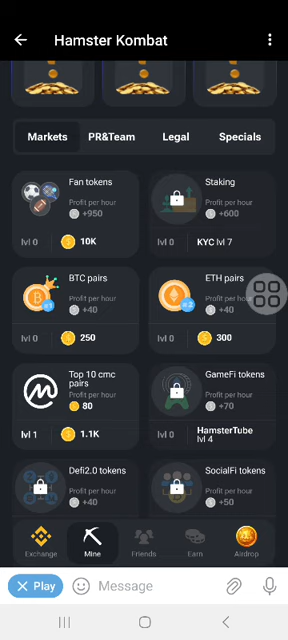 Hamster Kombat
Markets
PR&Team
Legal
Specials
Fan tokens
Profit per hour
+950
lvl 0
10K
Staking
Profit per hour
+600
lvl 0
KYC lvl 7
BTC pairs
Profit per hour
+40
lvl 0
250
ETH pairs
Profit per hour
+40
lvl 0
300
Top 10 cmc
pairs
Profit per hour
80
lvl 1
1.1K
GameFi tokens
Profit per hour
+70
lvl 0
HamsterTube
lvl 4
Defi2.0 tokens
Profit per hour
+40
SocialFi tokens
Profit per hour
+50
Exchange
Mine
Friends
Earn
Airdrop
Play
Message